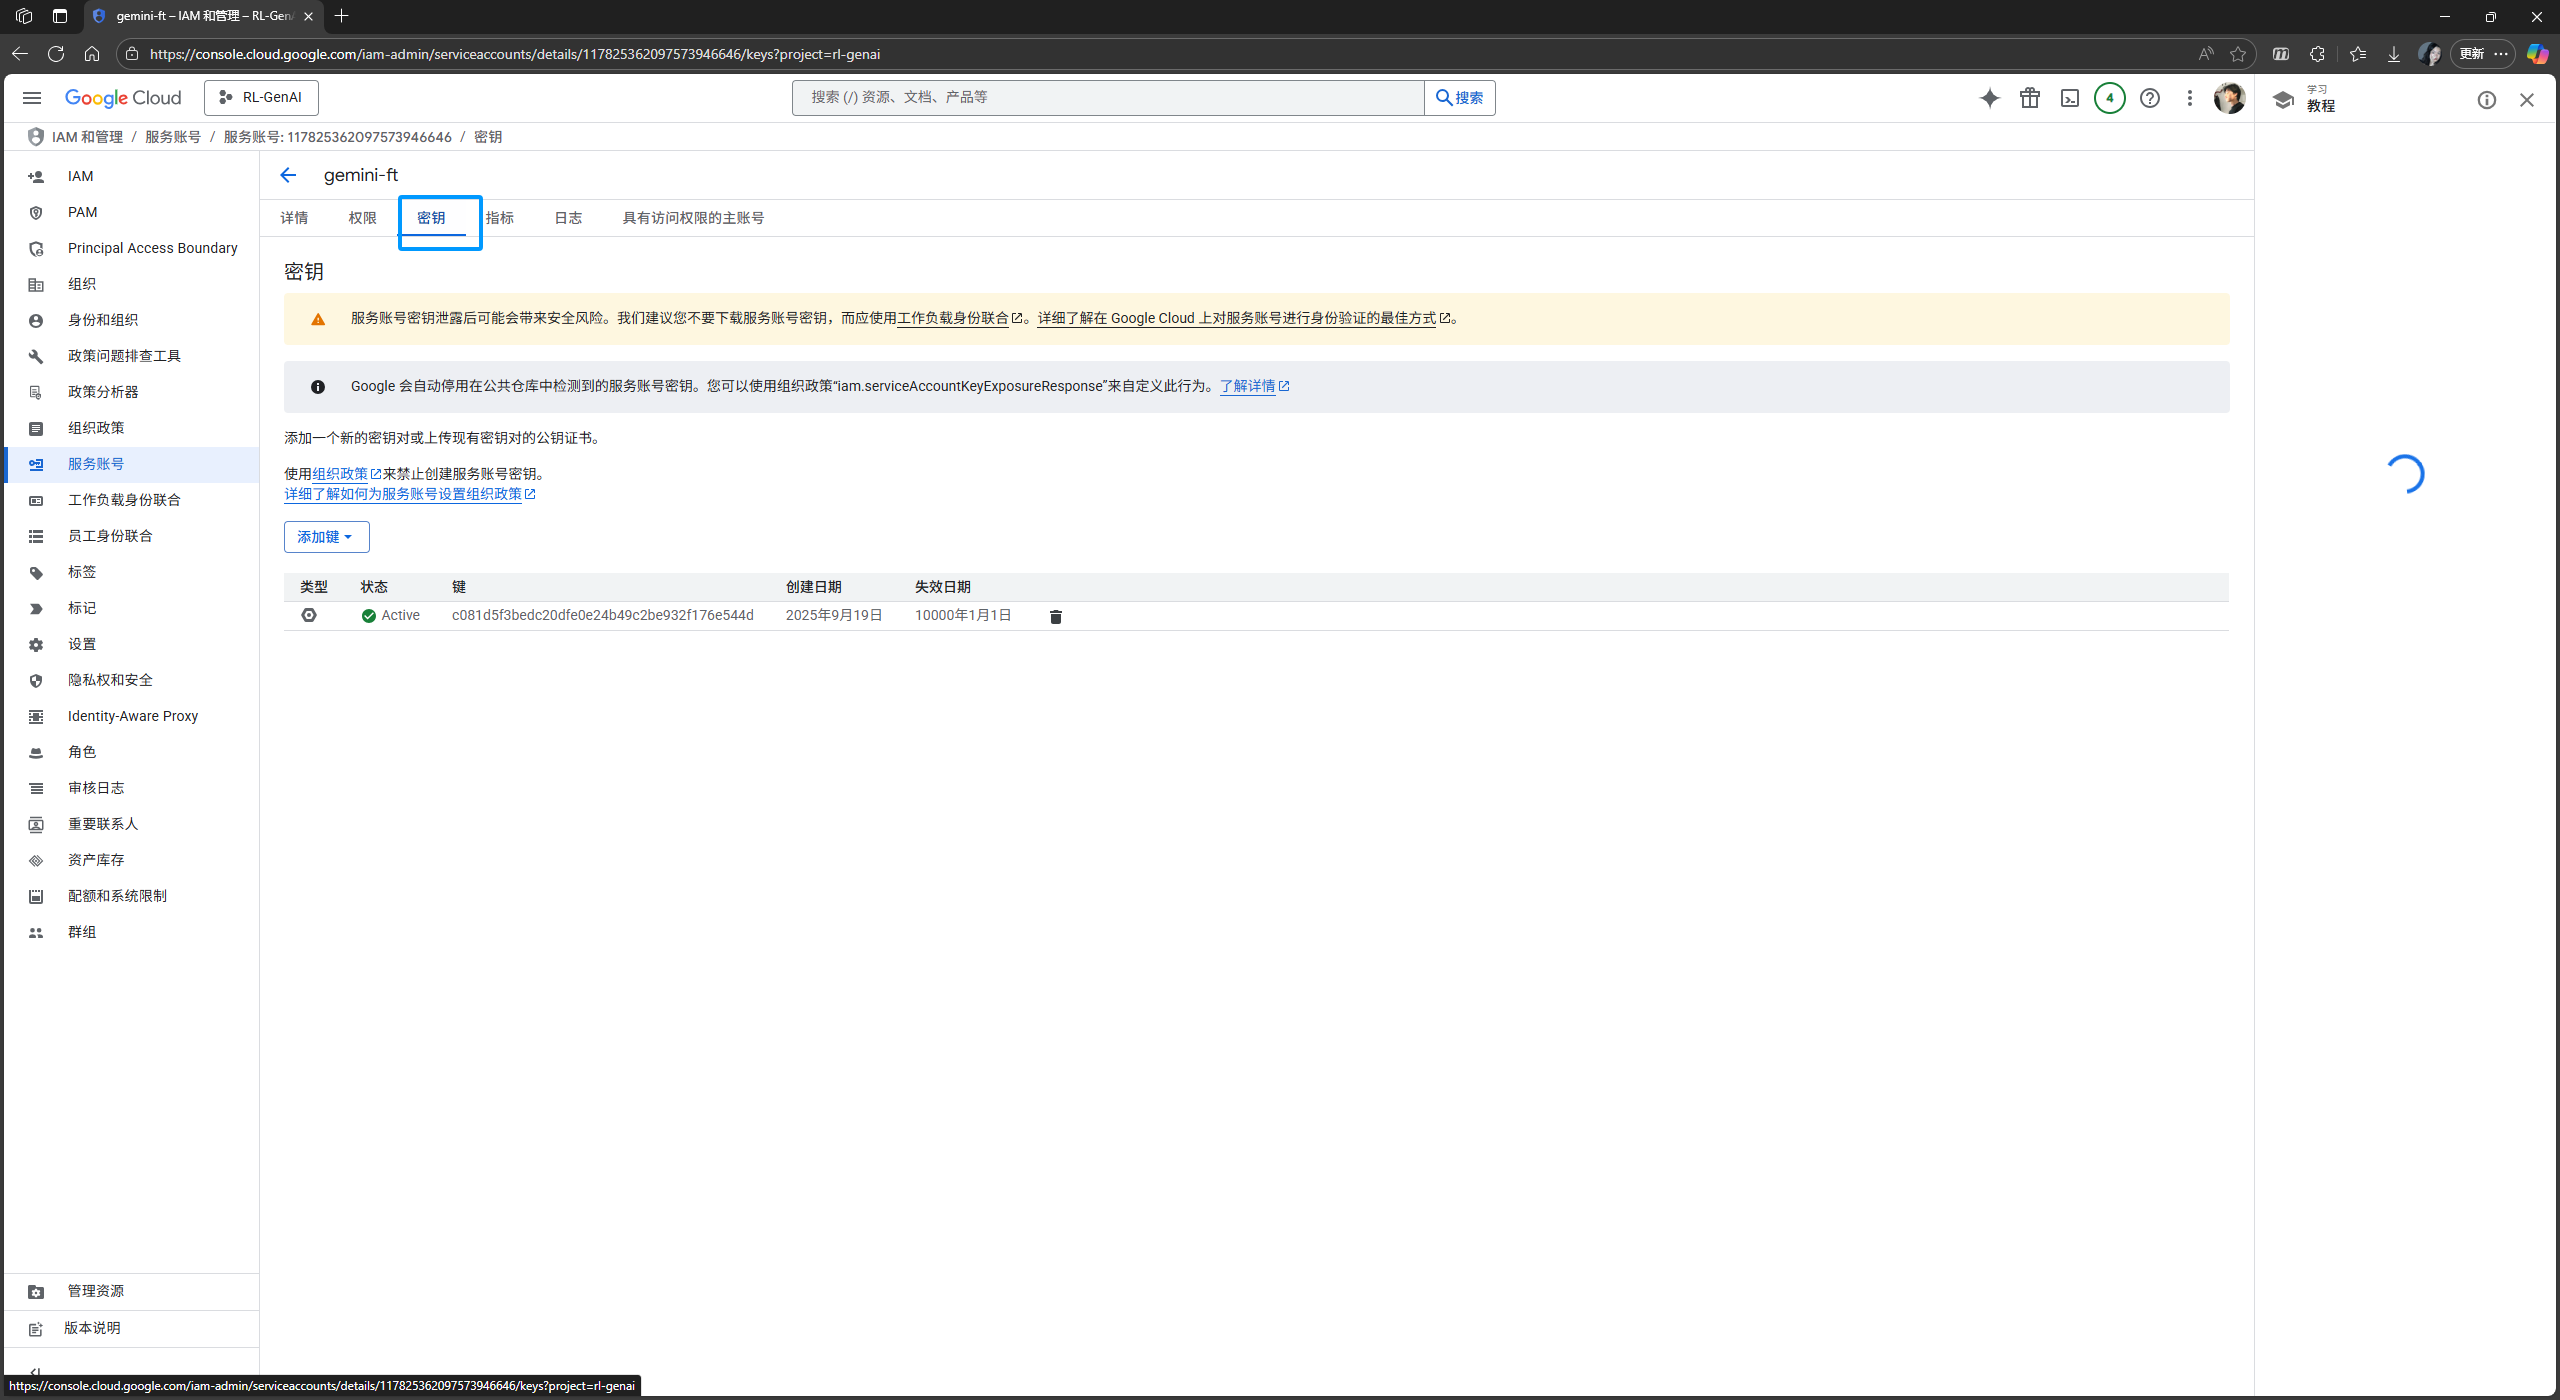 gemini-ft – IAM 和管理 – RL-Gen
https://console.cloud.google.com/iam-admin/serviceaccounts/details/117825362097573946646/keys?project=rl-genai
更新
Google Cloud
RL-GenAI
搜索 (/) 资源、文档、产品等
搜索
4
学习
教程
IAM 和管理 / 服务账号 / 服务账号: 117825362097573946646 / 密钥
IAM
PAM
Principal Access Boundary
组织
身份和组织
政策问题排查工具
政策分析器
组织政策
服务账号
工作负载身份联合
员工身份联合
标签
标记
设置
隐私权和安全
Identity-Aware Proxy
角色
审核日志
重要联系人
资产库存
配额和系统限制
群组
管理资源
版本说明
gemini-ft
详情 权限 密钥 指标 日志 具有访问权限的主账号
密钥
服务账号密钥泄露后可能会带来安全风险。我们建议您不要下载服务账号密钥，而应使用工作负载身份联合。详细了解在 Google Cloud 上对服务账号进行身份验证的最佳方式。
Google 会自动停用在公共仓库中检测到的服务账号密钥。您可以使用组织政策“iam.serviceAccountKeyExposureResponse”来自定义此行为。了解详情
添加一个新的密钥对或上传现有密钥对的公钥证书。
使用组织政策来禁止创建服务账号密钥。
详细了解如何为服务账号设置组织政策
添加键
类型 状态 键 创建日期 失效日期
Active c081d5f3bedc20dfe0e24b49c2be932f176e544d 2025年9月19日 10000年1月1日
https://console.cloud.google.com/iam-admin/serviceaccounts/details/117825362097573946646/keys?project=rl-genai